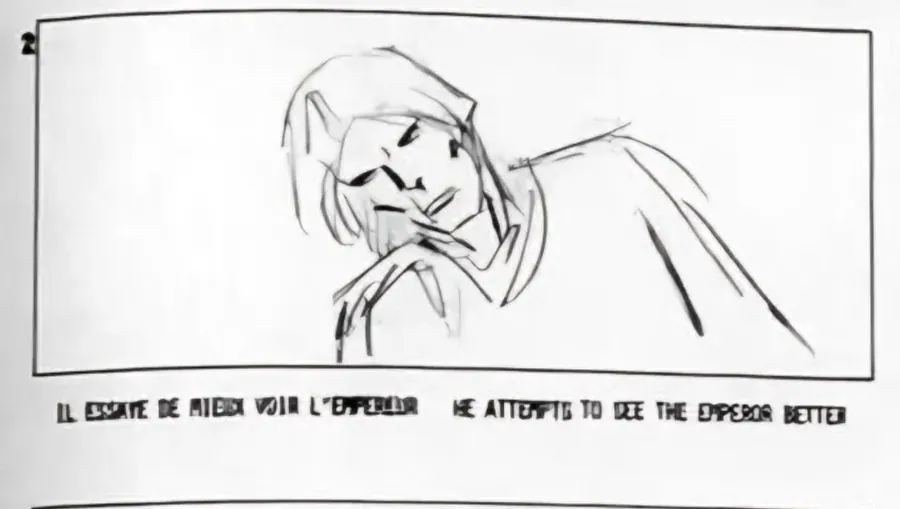 2
IL ESSAYE DE MIEUX VOIR L'EMPEREUR
HE ATTEMPTS TO SEE THE EMPEROR BETTER